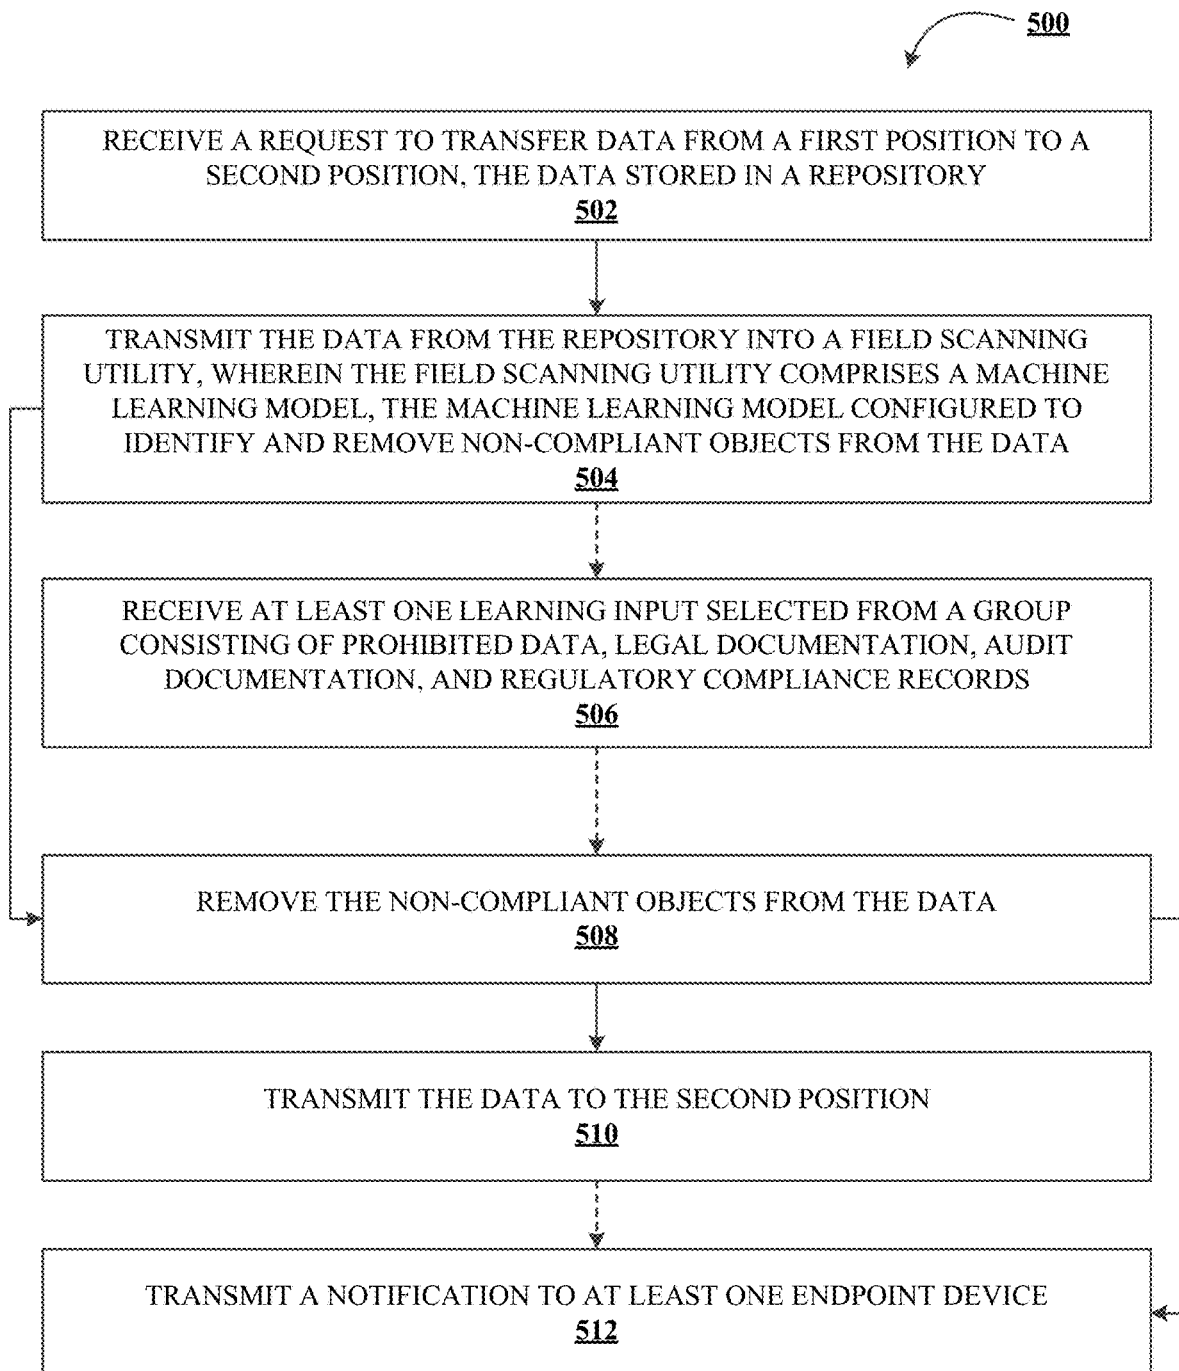 500
RECEIVE A REQUEST TO TRANSFER DATA FROM A FIRST POSITION TO A
SECOND POSITION, THE DATA STORED IN A REPOSITORY
502
TRANSMIT THE DATA FROM THE REPOSITORY INTO A FIELD SCANNING
UTILITY, WHEREIN THE FIELD SCANNING UTILITY COMPRISES A MACHINE
LEARNING MODEL, THE MACHINE LEARNING MODEL CONFIGURED TO
IDENTIFY AND REMOVE NON-COMPLIANT OBJECTS FROM THE DATA
504
RECEIVE AT LEAST ONE LEARNING INPUT SELECTED FROM A GROUP
CONSISTING OF PROHIBITED DATA, LEGAL DOCUMENTATION, AUDIT
DOCUMENTATION, AND REGULATORY COMPLIANCE RECORDS
506
REMOVE THE NON-COMPLIANT OBJECTS FROM THE DATA
508
TRANSMIT THE DATA TO THE SECOND POSITION
510
TRANSMIT A NOTIFICATION TO AT LEAST ONE ENDPOINT DEVICE
512